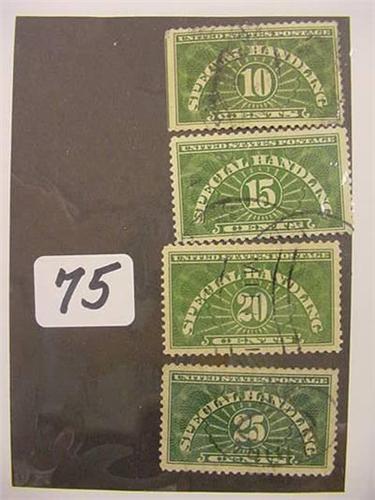 UNITED STATES POSTAGE
SPECIAL HANDLING
10
CENTS
UNITED STATES POSTAGE
SPECIAL HANDLING
15
CENTS
UNITED STATES POSTAGE
SPECIAL HANDLING
20
CENTS
75
UNITED STATES POSTAGE
SPECIAL HANDLING
25
CENTS